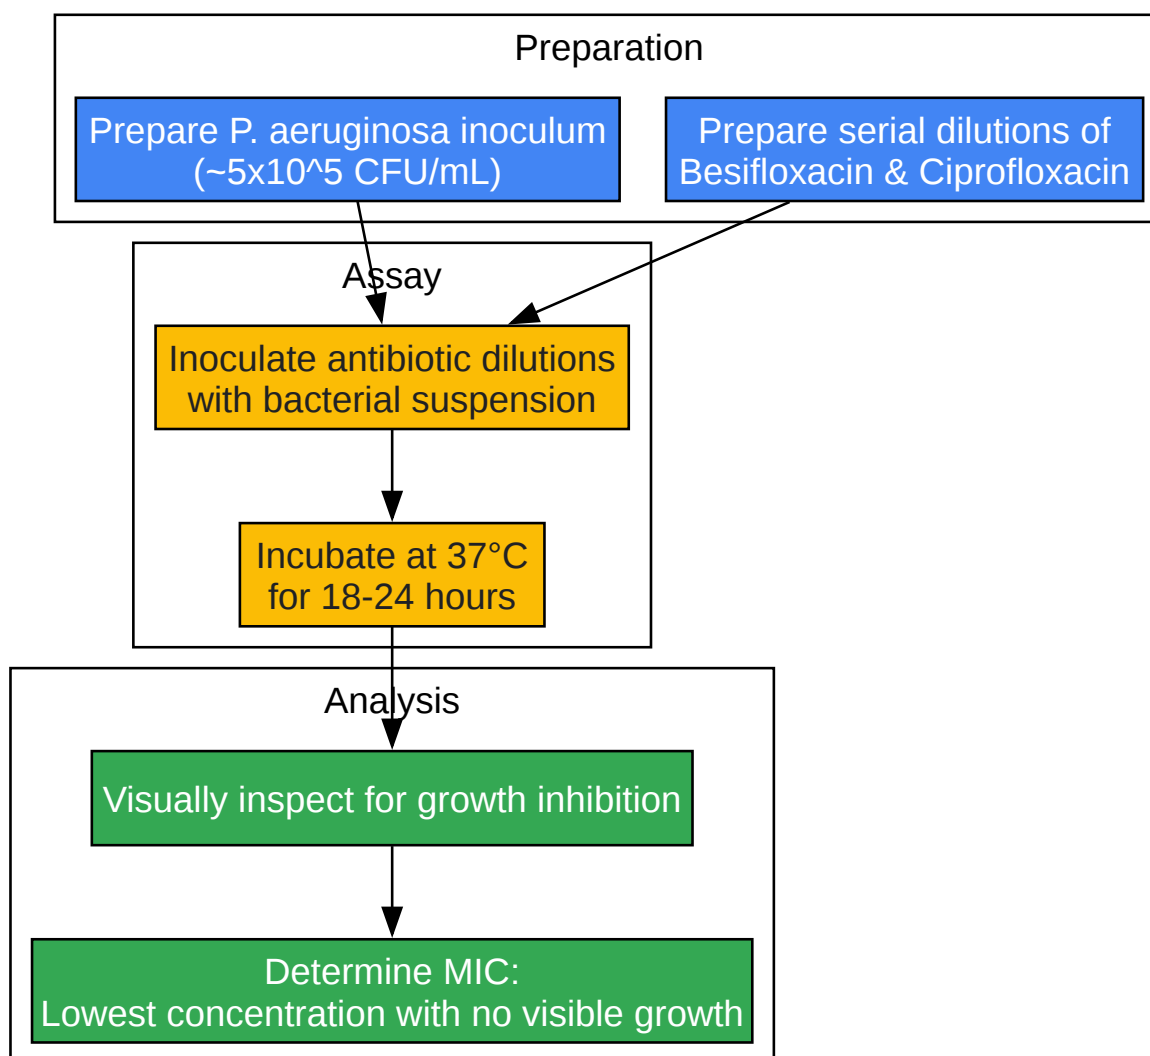 Preparation
Prepare P. aeruginosa inoculum
(~5x10^5 CFU/mL)
Prepare serial dilutions of
Besifloxacin & Ciprofloxacin
Assay
Inoculate antibiotic dilutions
with bacterial suspension
Incubate at 37°C
for 18-24 hours
Analysis
Visually inspect for growth inhibition
Determine MIC:
Lowest concentration with no visible growth